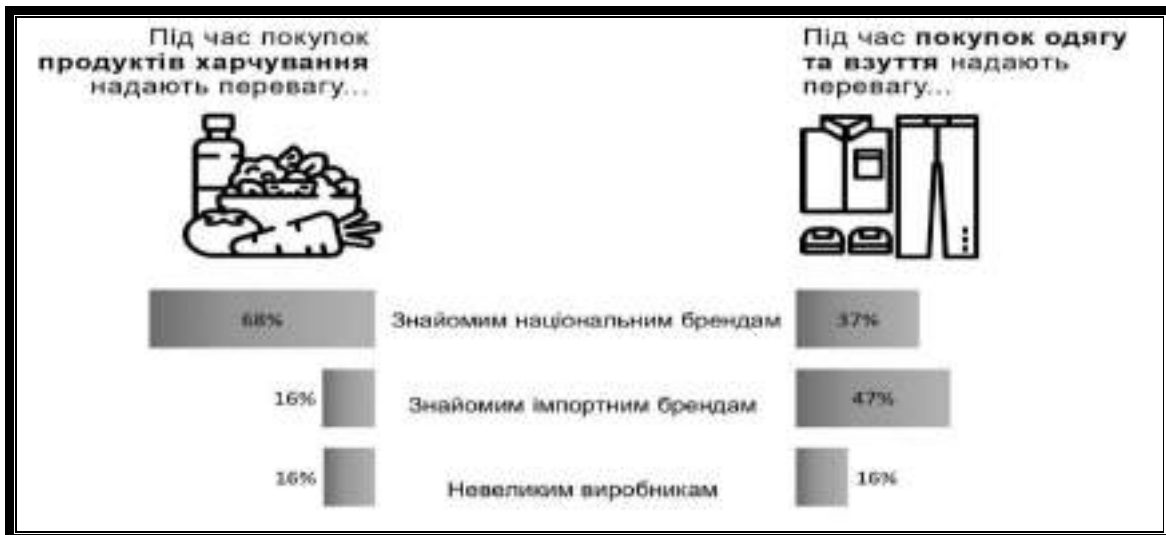 Під час покупок
продуктів харчування
надають перевагу...
Під час покупок одягу
та взуття надають
перевагу...
68% Знайомим національним брендам 37%
16% Знайомим імпортним брендам 47%
16% Невеликим виробникам 16%